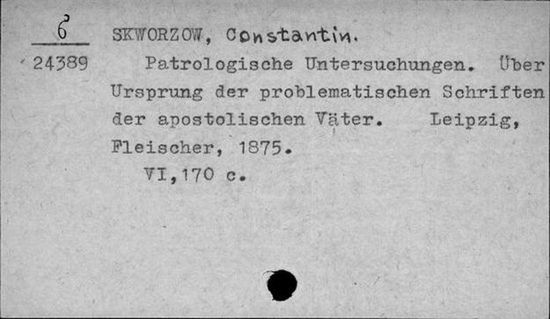 6
24389
SKWORZOW, Constantin.
Patrologische Untersuchungen. Über
Ursprung der problematischen Schriften
der apostolischen Väter. Leipzig,
Fleischer, 1875.
VI,170 c.